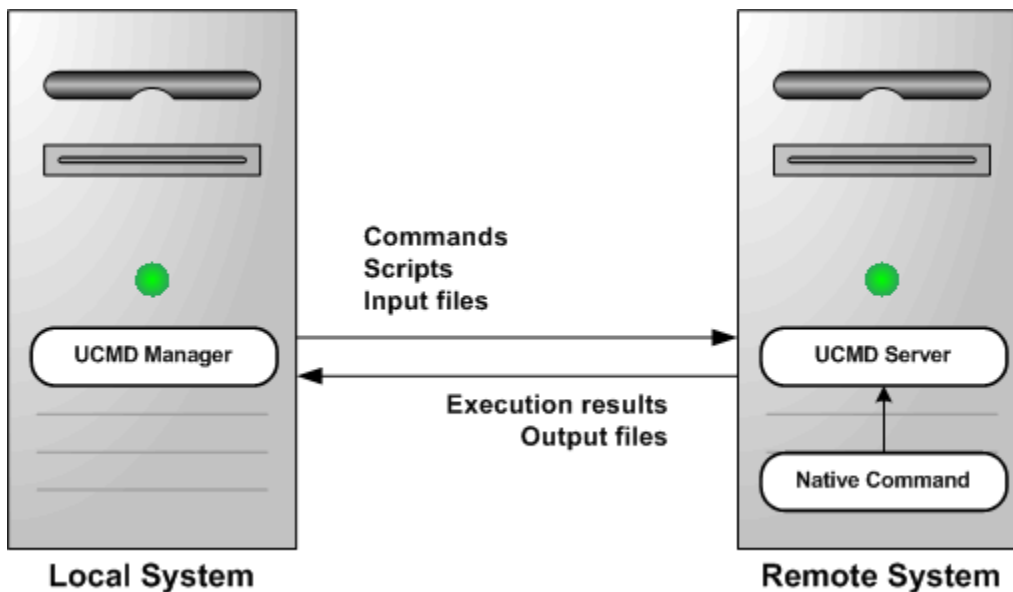 Commands
Scripts
Input files
UCMD Manager
UCMD Server
Execution results
Output files
Native Command
Local System
Remote System